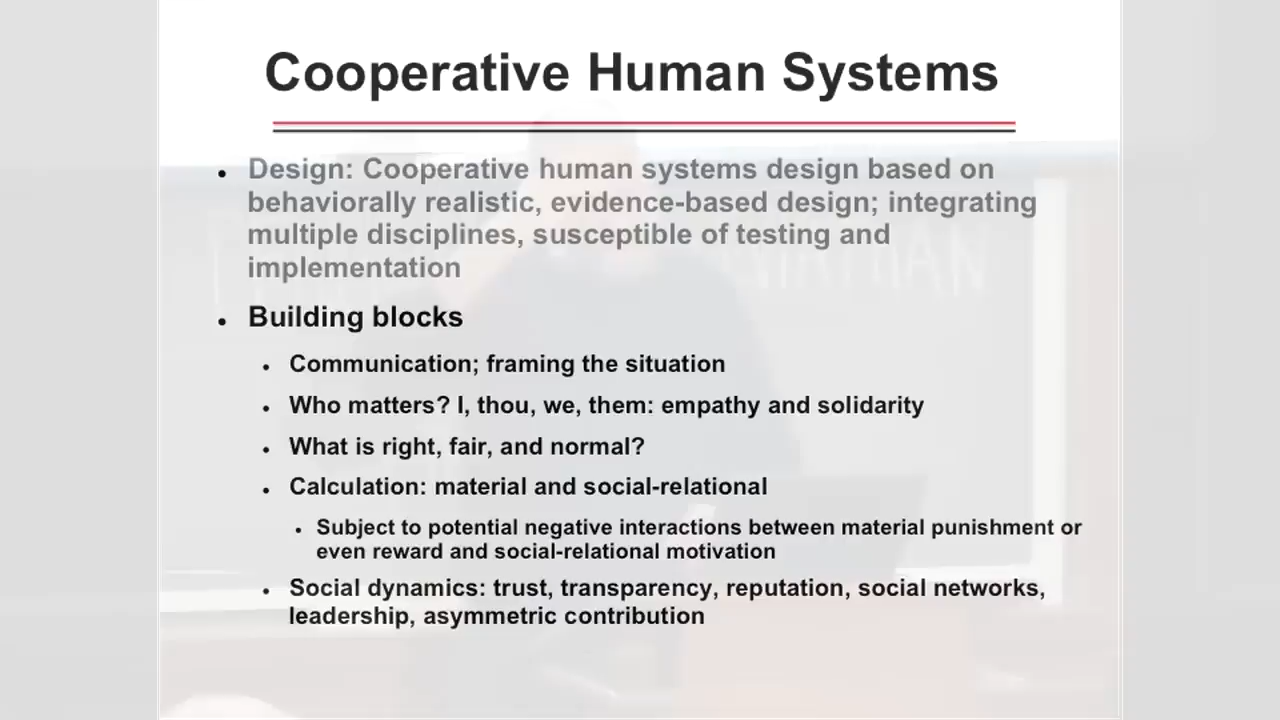 Cooperative Human Systems
• Design: Cooperative human systems design based on
behaviorally realistic, evidence-based design; integrating
multiple disciplines, susceptible of testing and
implementation
• Building blocks
• Communication; framing the situation
• Who matters? I, thou, we, them: empathy and solidarity
• What is right, fair, and normal?
• Calculation: material and social-relational
• Subject to potential negative interactions between material punishment or
even reward and social-relational motivation
• Social dynamics: trust, transparency, reputation, social networks,
leadership, asymmetric contribution